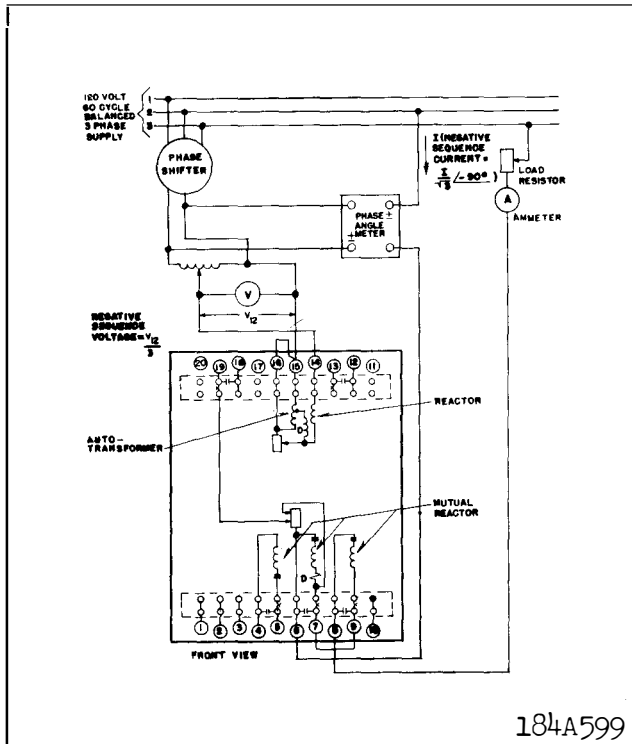 120 VOLT
60 CYCLE
BALANCED
3 PHASE
SUPPLY
1
2
3
PHASE
SHIFTER
I (NEGATIVE
SEQUENCE
CURRENT =
I/√3 /-90°
LOAD
RESISTOR
A
AMMETER
PHASE ±
ANGLE
METER
±
V
V12
NEGATIVE
SEQUENCE
VOLTAGE = V12/3
20 19 18 17 16 15 14 13 12 11
REACTOR
AUTO-
TRANSFORMER
D
MUTUAL
REACTOR
D
1 2 3 4 5 6 7 8 9 10
FRONT VIEW
184A599